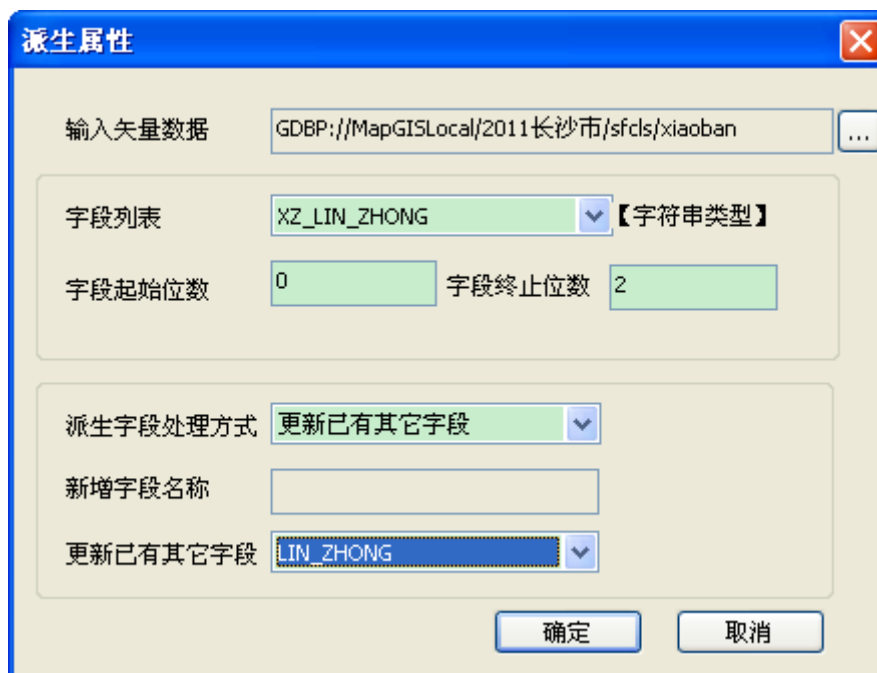 派生属性
输入矢量数据 GDBP://MapGISLocal/2011长沙市/sfcls/xiaoban ...
字段列表 XZ_LIN_ZHONG 【字符串类型】
字段起始位数 0 字段终止位数 2
派生字段处理方式 更新已有其它字段
新增字段名称
更新已有其它字段 LIN_ZHONG
确定 取消